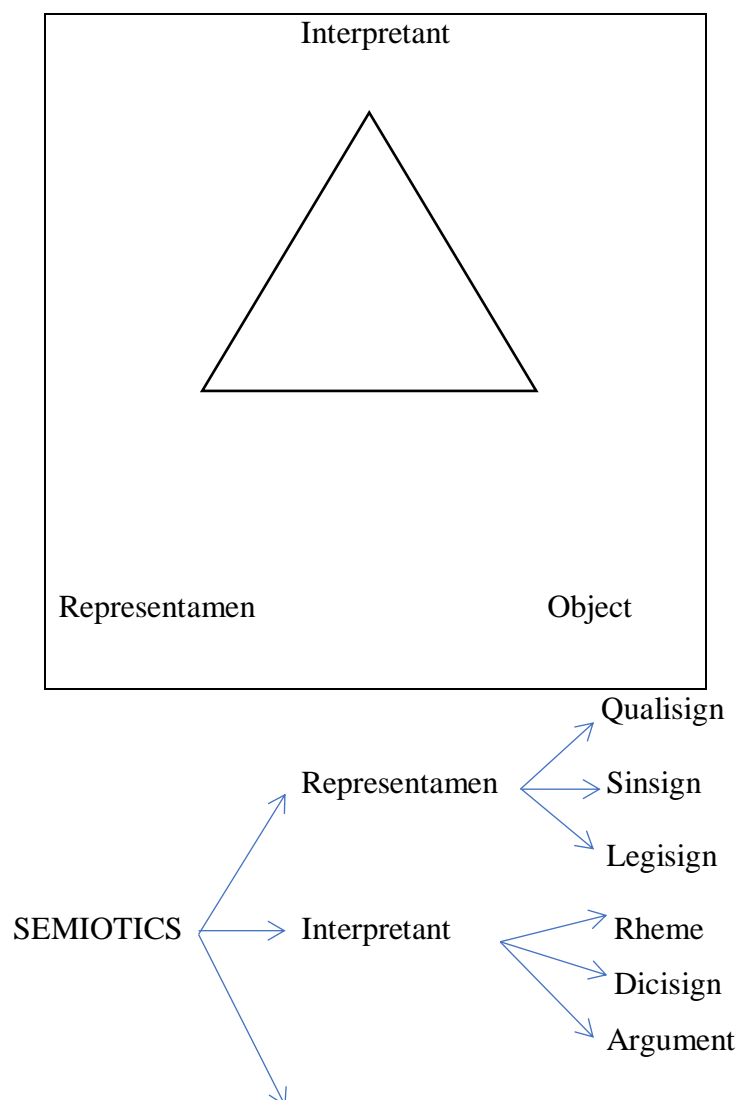 Interpretant
Representamen Object
Qualisign
Representamen Sinsign
Legisign
SEMIOTICS Interpretant Rheme
Dicisign
Argument